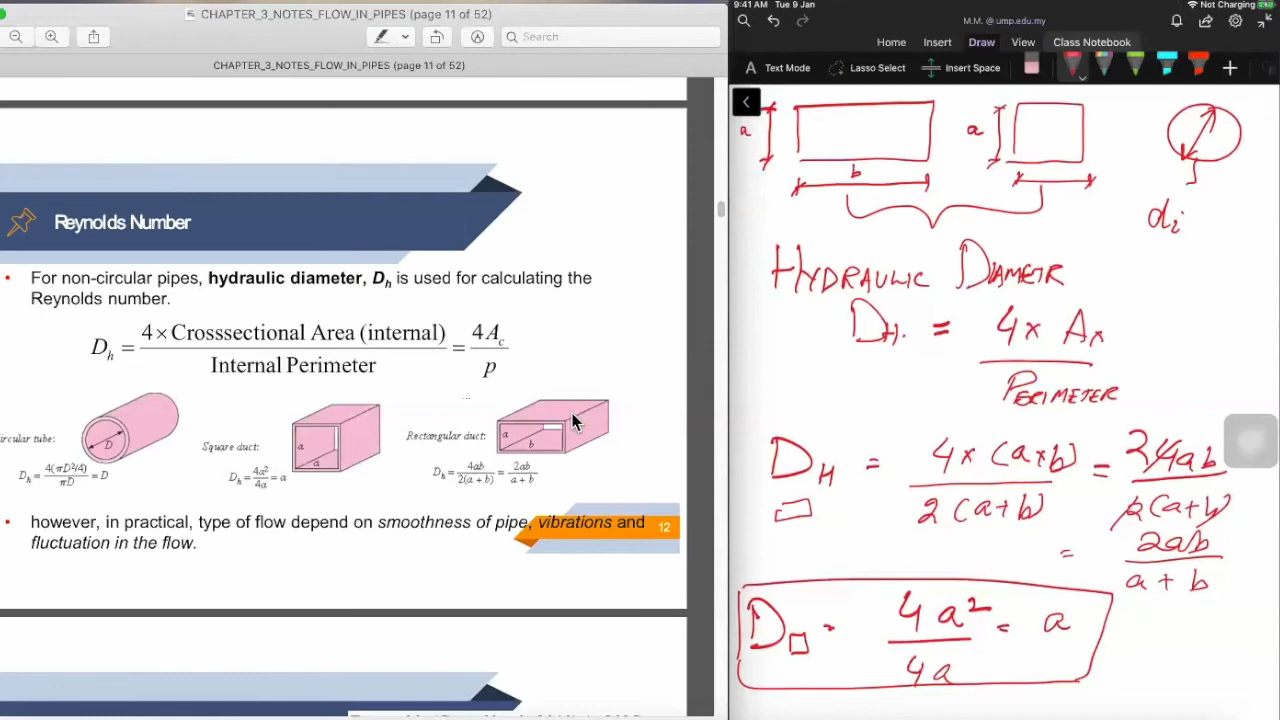 CHAPTER_3_NOTES_FLOW_IN_PIPES (page 11 of 52)
Search
CHAPTER_3_NOTES_FLOW_IN_PIPES (page 11 of 52)
Reynolds Number
• For non-circular pipes, hydraulic diameter, Dh is used for calculating the
Reynolds number.
Dh = 4 × Crosssectional Area (internal) / Internal Perimeter = 4 Ac / p
ircular tube:
D
Dh = 4(πD²/4) / πD = D
Square duct:
a
a
Dh = 4a² / 4a = a
Rectangular duct:
a
b
Dh = 4ab / 2(a + b) = 2ab / a + b
• however, in practical, type of flow depend on smoothness of pipe, vibrations and
fluctuation in the flow.
12
9:41 AM Tue 9 Jan
Not Charging
M.M. @ ump.edu.my
Home Insert Draw View Class Notebook
Text Mode Lasso Select Insert Space
a
b
a
di
HYDRAULIC DIAMETR
DH. = 4 × Ax / PERIMETER
DH = 4 × (a×b) / 2 (a+b) = 2 4ab / 2(a+b)
= 2ab / a + b
D = 4a² / 4a = a